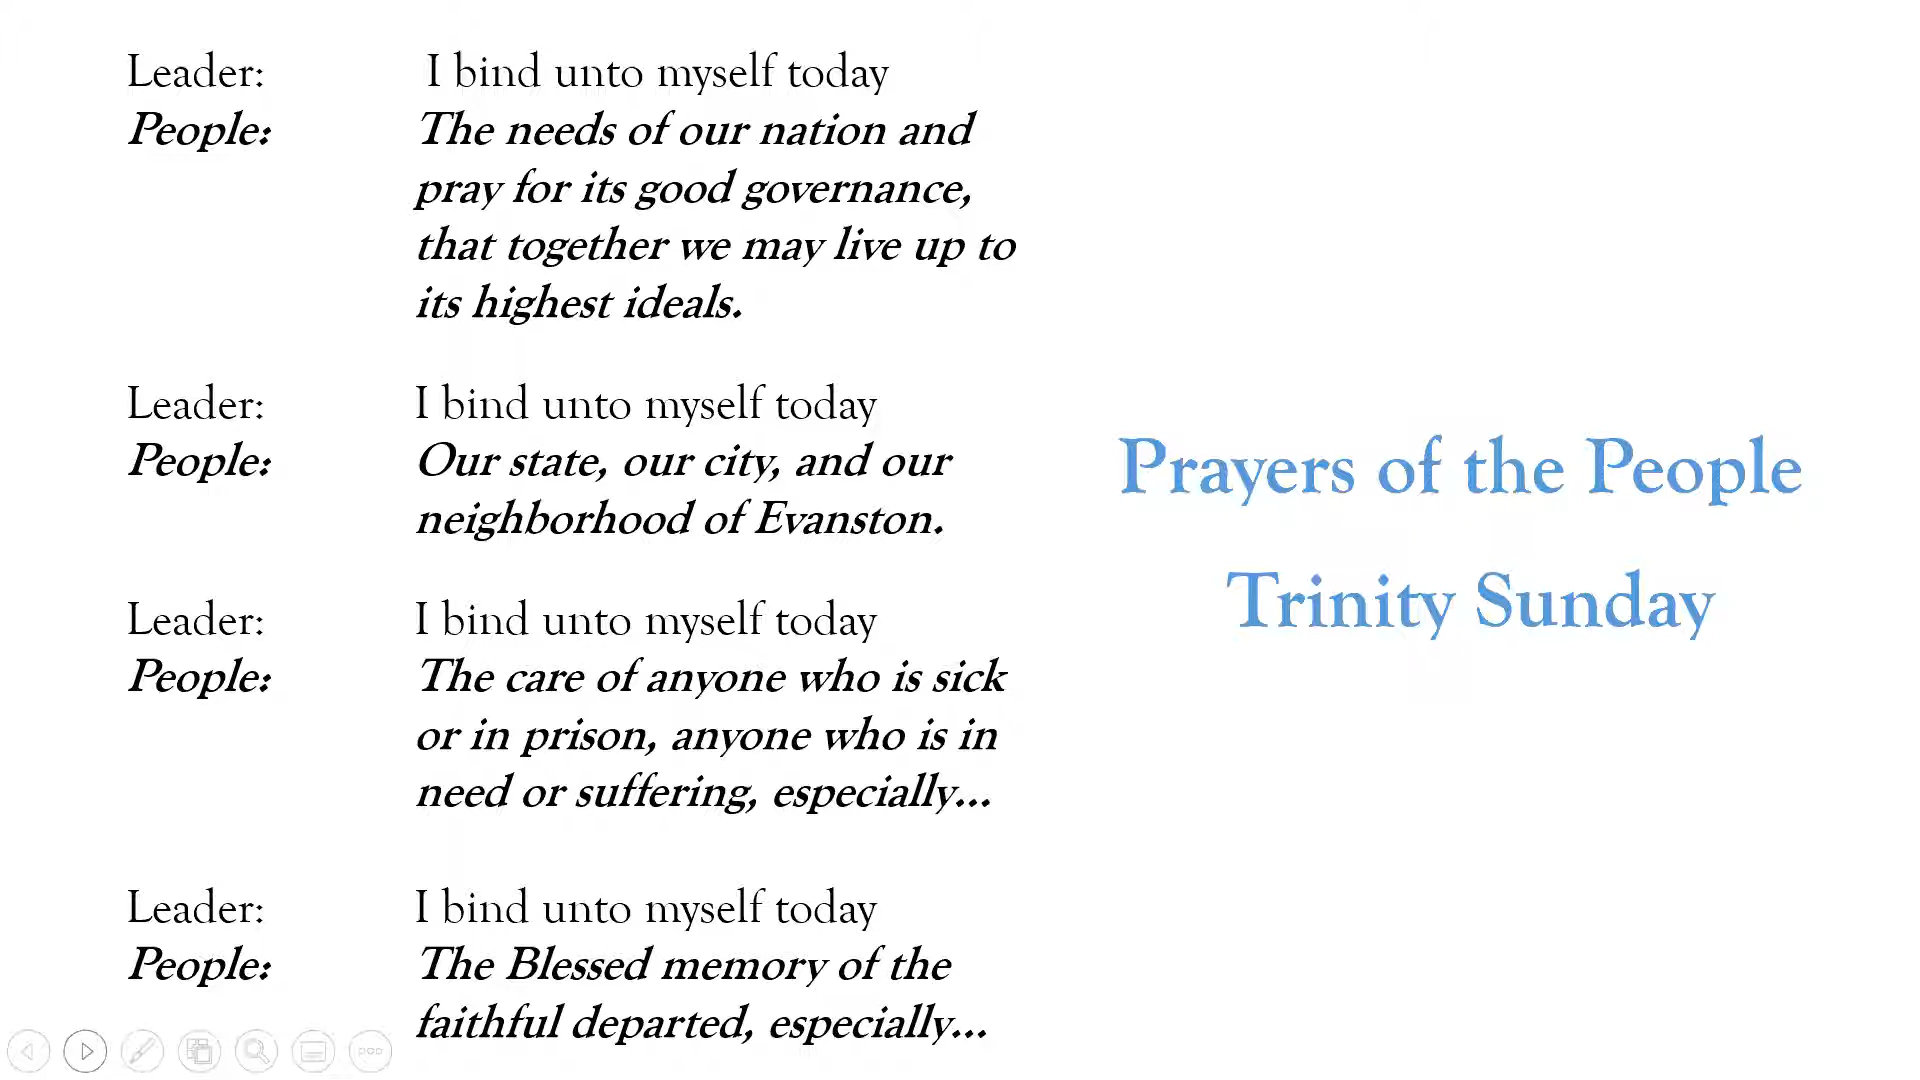 Leader: I bind unto myself today
People: The needs of our nation and
pray for its good governance,
that together we may live up to
its highest ideals.
Leader: I bind unto myself today
People: Our state, our city, and our
neighborhood of Evanston.
Leader: I bind unto myself today
People: The care of anyone who is sick
or in prison, anyone who is in
need or suffering, especially...
Leader: I bind unto myself today
People: The Blessed memory of the
faithful departed, especially...
Prayers of the People
Trinity Sunday